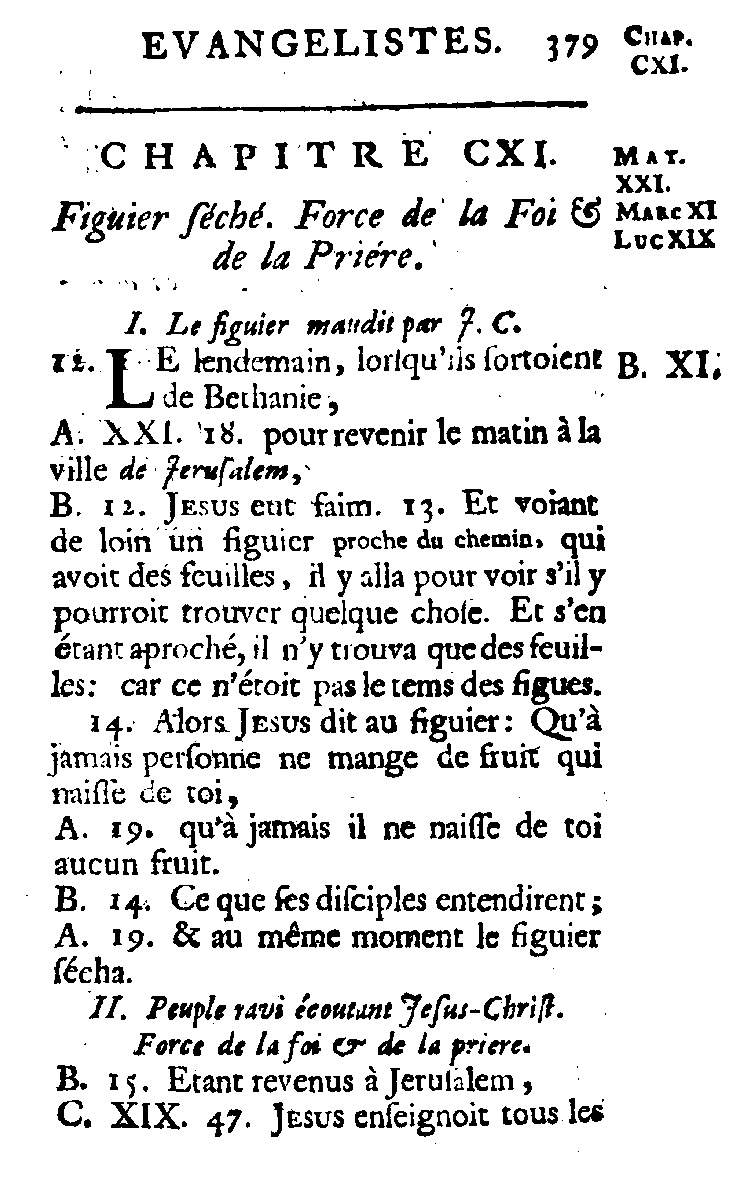 EVANGELISTES. 379 CHAP.
CXI.
CHAPITRE CXI.
MAT.
XXI.
MARC XI
LUC XIX
Figuier ſéché. Force de la Foi &
de la Priére.
I. Le figuier maudit par J. C.
12. LE lendemain, lorſqu'ils ſortoient
B. XI.
de Bethanie,
A. XXI. 18. pour revenir le matin à la
ville de Jeruſalem,
B. 12. JESUS eut faim. 13. Et voiant
de loin un figuier proche du chemin, qui
avoit des feuilles, il y alla pour voir s'il y
pourroit trouver quelque choſe. Et s'en
étant aproché, il n'y trouva que des feuil-
les: car ce n'étoit pas le tems des figues.
14. Alors JESUS dit au figuier: Qu'à
jamais perſonne ne mange de fruit qui
naiſſe de toi,
A. 19. qu'à jamais il ne naiſſe de toi
aucun fruit.
B. 14. Ce que ſes diſciples entendirent;
A. 19. & au même moment le figuier
ſécha.
II. Peuple ravi écoutant Jeſus-Chriſt.
Force de la foi & de la priere.
B. 15. Etant revenus à Jeruſalem,
C. XIX. 47. JESUS enſeignoit tous les